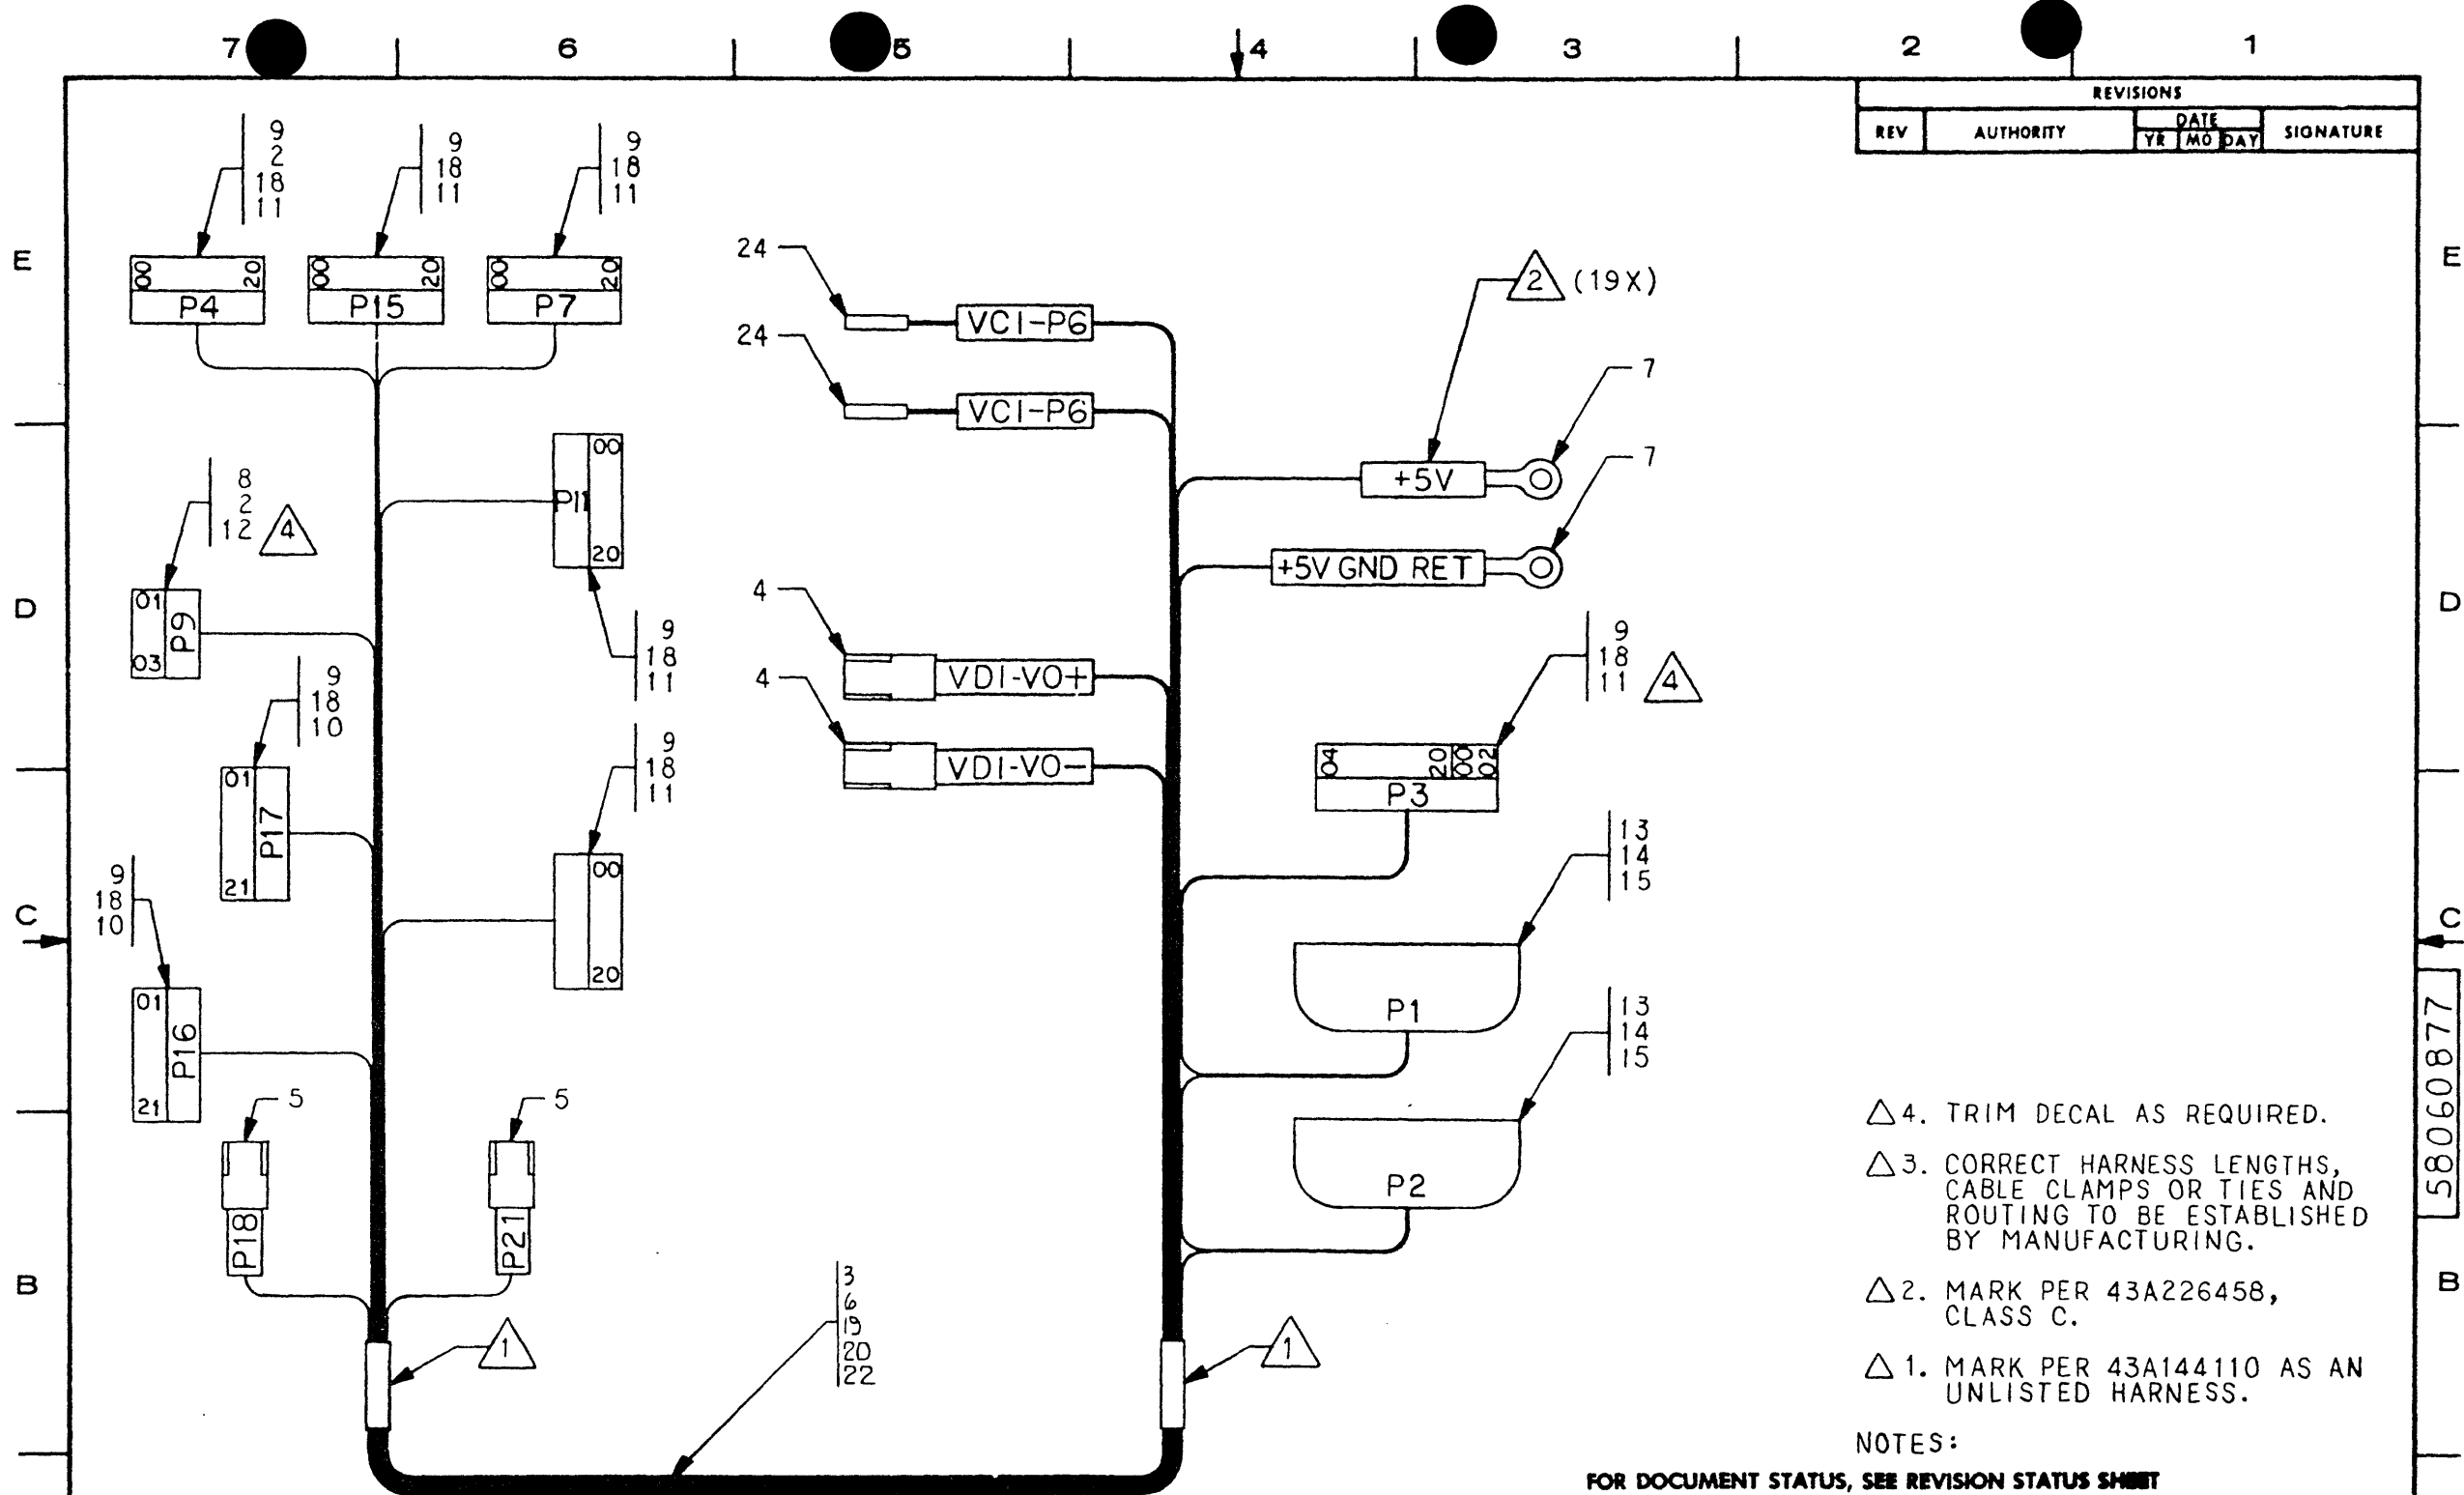 7 6 5 4 3 2 1
REVISIONS
REV AUTHORITY DATE SIGNATURE
YR MO DAY
9
2
18
11
9
18
11
9
18
11
E
E
00 20
P4
00 20
P15
00 20
P7
24
VCI-P6
24
VCI-P6
2 (19X)
7
+5V
7
+5V GND RET
00
P11
20
8
2
12
4
D
D
01
P9
03
9
18
11
4
VDI-VO+
4
VDI-VO-
9
18
11
4
04 20 00 02
P3
9
18
10
01
P17
21
9
18
11
00
20
13
14
15
P1
9
18
10
C
C
01
P16
21
13
14
15
P2
58060877
5
P18
5
P21
B
B
3
6
19
20
22
1
1
△4. TRIM DECAL AS REQUIRED.
△3. CORRECT HARNESS LENGTHS,
CABLE CLAMPS OR TIES AND
ROUTING TO BE ESTABLISHED
BY MANUFACTURING.
△2. MARK PER 43A226458,
CLASS C.
△1. MARK PER 43A144110 AS AN
UNLISTED HARNESS.
NOTES:
FOR DOCUMENT STATUS, SEE REVISION STATUS SHEET